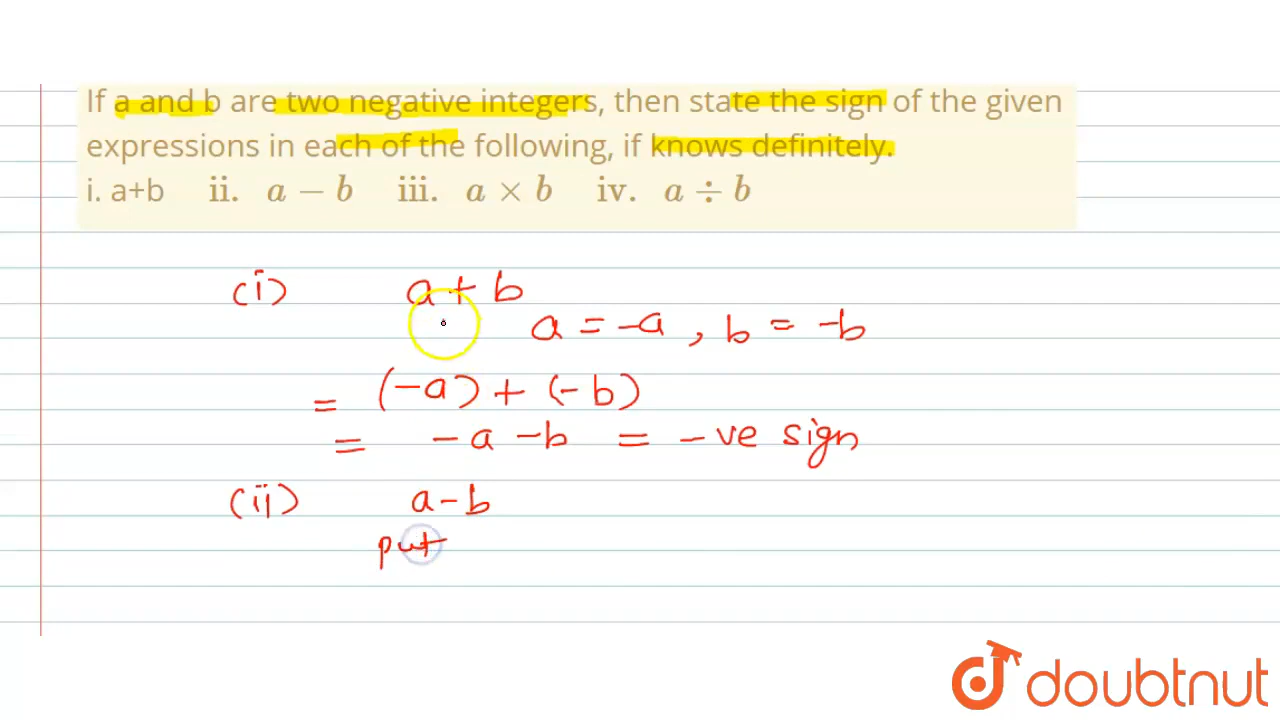 If a and b are two negative integers, then state the sign of the given
expressions in each of the following, if knows definitely.
i. a+b ii. a − b iii. a × b iv. a ÷ b
(i) a + b
a = -a , b = -b
= (-a) + (-b)
= -a -b = -ve sign
(ii) a - b
put
doubtnut